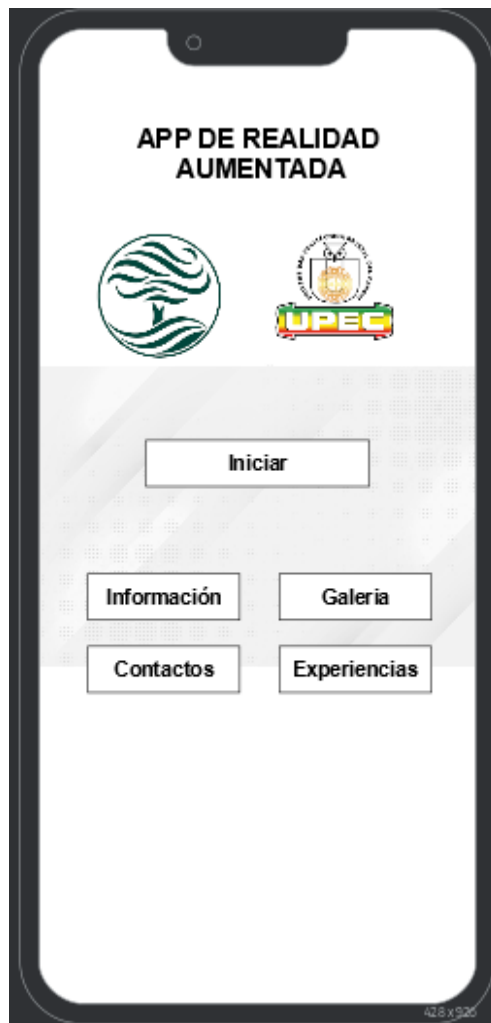 APP DE REALIDAD
AUMENTADA
UPEC
Iniciar
Información Galeria
Contactos Experiencias
428 x 926